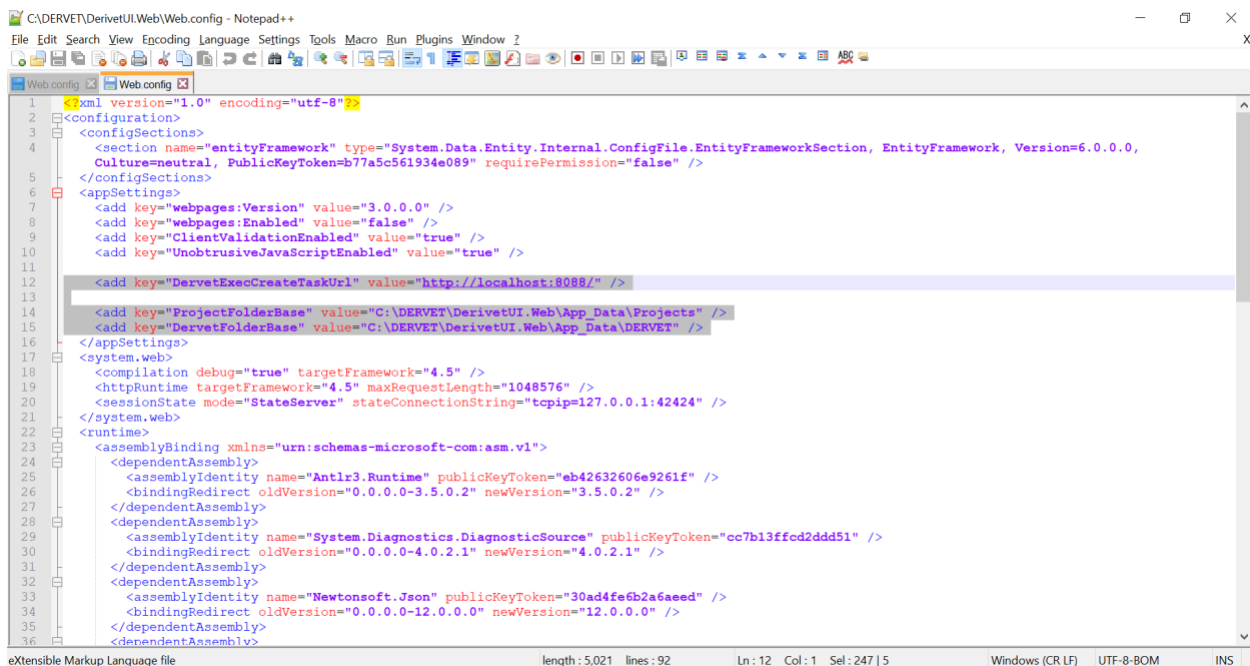 C:\DERVET\DerivetUI.Web\Web.config - Notepad++
File Edit Search View Encoding Language Settings Tools Macro Run Plugins Window ?
X
ABC
Web.config
Web.config
1 <?xml version="1.0" encoding="utf-8"?>
2 <configuration>
3 <configSections>
4 <section name="entityFramework" type="System.Data.Entity.Internal.ConfigFile.EntityFrameworkSection, EntityFramework, Version=6.0.0.0,
Culture=neutral, PublicKeyToken=b77a5c561934e089" requirePermission="false" />
5 </configSections>
6 <appSettings>
7 <add key="webpages:Version" value="3.0.0.0" />
8 <add key="webpages:Enabled" value="false" />
9 <add key="ClientValidationEnabled" value="true" />
10 <add key="UnobtrusiveJavaScriptEnabled" value="true" />
11
12 <add key="DervetExecCreateTaskUrl" value="http://localhost:8088/" />
13
14 <add key="ProjectFolderBase" value="C:\DERVET\DerivetUI.Web\App_Data\Projects" />
15 <add key="DervetFolderBase" value="C:\DERVET\DerivetUI.Web\App_Data\DERVET" />
16 </appSettings>
17 <system.web>
18 <compilation debug="true" targetFramework="4.5" />
19 <httpRuntime targetFramework="4.5" maxRequestLength="1048576" />
20 <sessionState mode="StateServer" stateConnectionString="tcpip=127.0.0.1:42424" />
21 </system.web>
22 <runtime>
23 <assemblyBinding xmlns="urn:schemas-microsoft-com:asm.v1">
24 <dependentAssembly>
25 <assemblyIdentity name="Antlr3.Runtime" publicKeyToken="eb42632606e9261f" />
26 <bindingRedirect oldVersion="0.0.0.0-3.5.0.2" newVersion="3.5.0.2" />
27 </dependentAssembly>
28 <dependentAssembly>
29 <assemblyIdentity name="System.Diagnostics.DiagnosticSource" publicKeyToken="cc7b13ffcd2ddd51" />
30 <bindingRedirect oldVersion="0.0.0.0-4.0.2.1" newVersion="4.0.2.1" />
31 </dependentAssembly>
32 <dependentAssembly>
33 <assemblyIdentity name="Newtonsoft.Json" publicKeyToken="30ad4fe6b2a6aeed" />
34 <bindingRedirect oldVersion="0.0.0.0-12.0.0.0" newVersion="12.0.0.0" />
35 </dependentAssembly>
36 <dependentAssembly>
eXtensible Markup Language file length : 5,021 lines : 92 Ln : 12 Col : 1 Sel : 247 | 5 Windows (CR LF) UTF-8-BOM INS